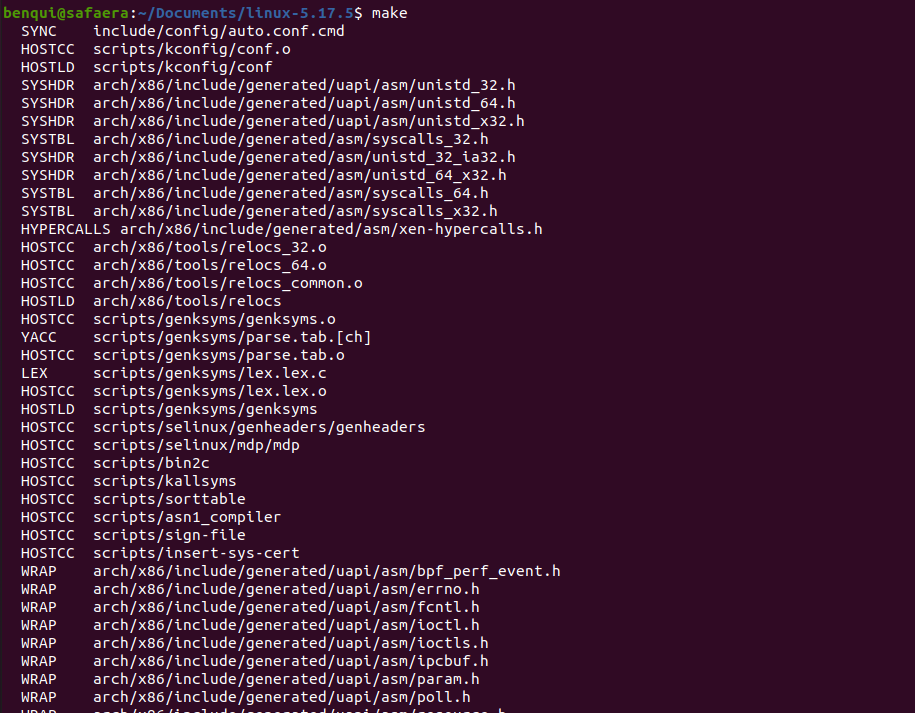 benqui@safaera:~/Documents/linux-5.17.5$ make
SYNC    include/config/auto.conf.cmd
HOSTCC  scripts/kconfig/conf.o
HOSTLD  scripts/kconfig/conf
SYSHDR  arch/x86/include/generated/uapi/asm/unistd_32.h
SYSHDR  arch/x86/include/generated/uapi/asm/unistd_64.h
SYSHDR  arch/x86/include/generated/uapi/asm/unistd_x32.h
SYSTBL  arch/x86/include/generated/asm/syscalls_32.h
SYSHDR  arch/x86/include/generated/asm/unistd_32_ia32.h
SYSHDR  arch/x86/include/generated/asm/unistd_64_x32.h
SYSTBL  arch/x86/include/generated/asm/syscalls_64.h
SYSTBL  arch/x86/include/generated/asm/syscalls_x32.h
HYPERCALLS arch/x86/include/generated/asm/xen-hypercalls.h
HOSTCC  arch/x86/tools/relocs_32.o
HOSTCC  arch/x86/tools/relocs_64.o
HOSTCC  arch/x86/tools/relocs_common.o
HOSTLD  arch/x86/tools/relocs
HOSTCC  scripts/genksyms/genksyms.o
YACC    scripts/genksyms/parse.tab.[ch]
HOSTCC  scripts/genksyms/parse.tab.o
LEX     scripts/genksyms/lex.lex.c
HOSTCC  scripts/genksyms/lex.lex.o
HOSTLD  scripts/genksyms/genksyms
HOSTCC  scripts/selinux/genheaders/genheaders
HOSTCC  scripts/selinux/mdp/mdp
HOSTCC  scripts/bin2c
HOSTCC  scripts/kallsyms
HOSTCC  scripts/sorttable
HOSTCC  scripts/asn1_compiler
HOSTCC  scripts/sign-file
HOSTCC  scripts/insert-sys-cert
WRAP    arch/x86/include/generated/uapi/asm/bpf_perf_event.h
WRAP    arch/x86/include/generated/uapi/asm/errno.h
WRAP    arch/x86/include/generated/uapi/asm/fcntl.h
WRAP    arch/x86/include/generated/uapi/asm/ioctl.h
WRAP    arch/x86/include/generated/uapi/asm/ioctls.h
WRAP    arch/x86/include/generated/uapi/asm/ipcbuf.h
WRAP    arch/x86/include/generated/uapi/asm/param.h
WRAP    arch/x86/include/generated/uapi/asm/poll.h